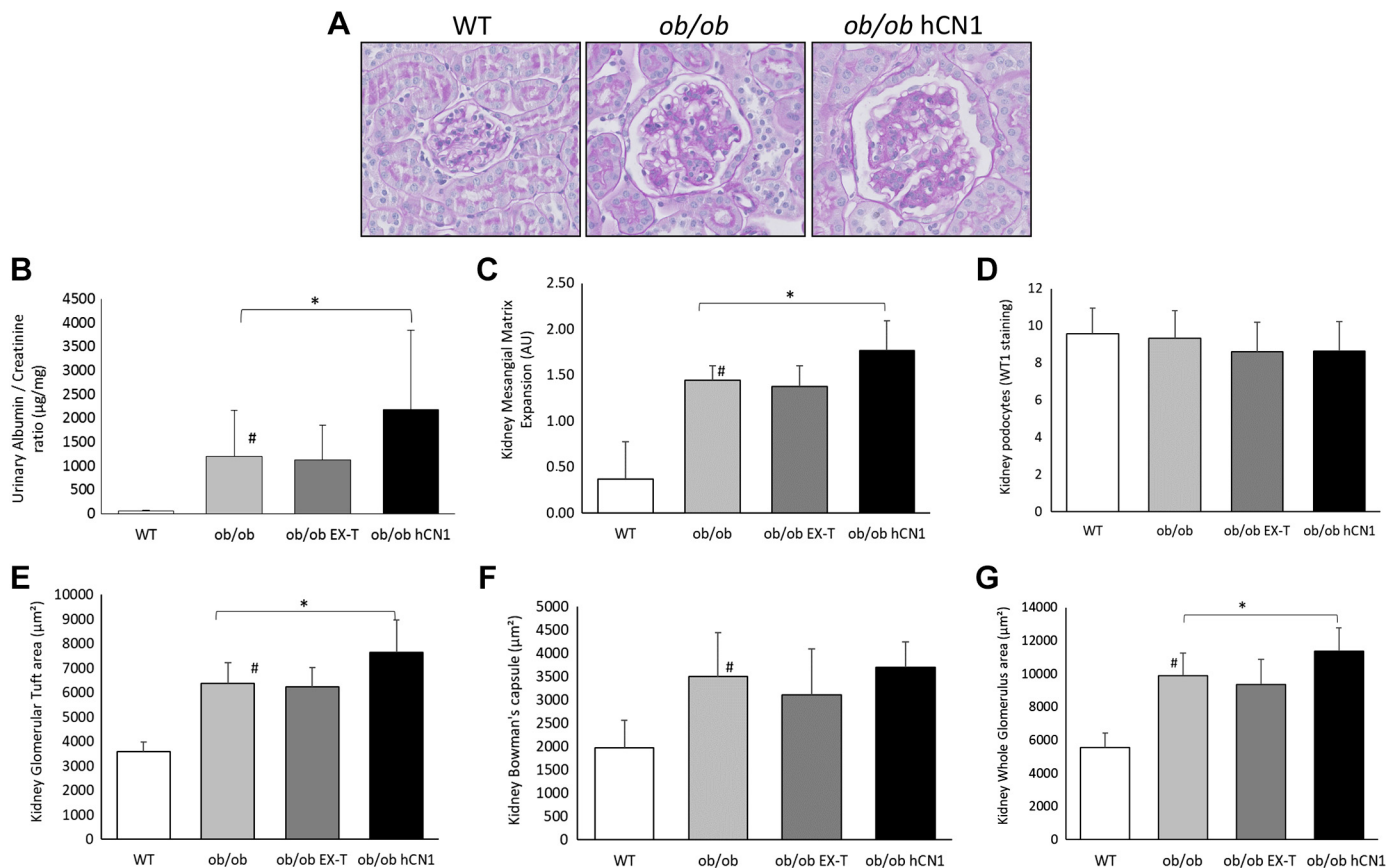 A
WT
ob/ob
ob/ob hCN1
B
Urinary Albumin / Creatinine
ratio (µg/mg)
4500
4000
3500
3000
2500
2000
1500
1000
500
0
*
#
WT
ob/ob
ob/ob EX-T
ob/ob hCN1
C
Kidney Mesangial Matrix
Expansion (AU)
2.50
2.00
1.50
1.00
0.50
0.00
*
#
WT
ob/ob
ob/ob EX-T
ob/ob hCN1
D
Kidney podocytes (WT1 staining)
12
10
8
6
4
2
0
WT
ob/ob
ob/ob EX-T
ob/ob hCN1
E
Kidney Glomerular Tuft area (µm²)
10000
9000
8000
7000
6000
5000
4000
3000
2000
1000
0
*
#
WT
ob/ob
ob/ob EX-T
ob/ob hCN1
F
Kidney Bowman's capsule (µm²)
5000
4500
4000
3500
3000
2500
2000
1500
1000
500
0
#
WT
ob/ob
ob/ob EX-T
ob/ob hCN1
G
Kidney Whole Glomerulus area (µm²)
14000
12000
10000
8000
6000
4000
2000
0
*
#
WT
ob/ob
ob/ob EX-T
ob/ob hCN1